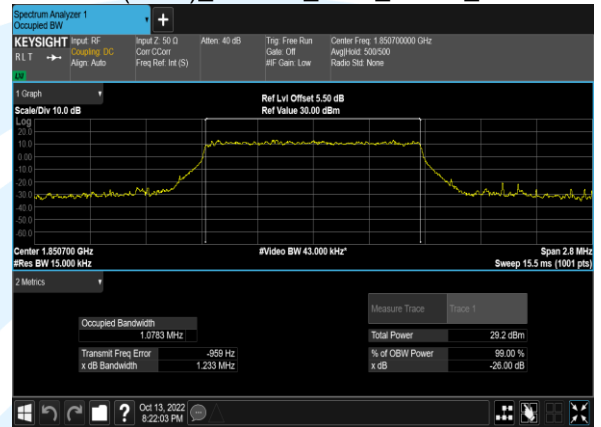 Spectrum Analyzer 1
Occupied BW
+
KEYSIGHT Input: RF Input Z: 50 Ω Atten: 40 dB Trig: Free Run Center Freq: 1.850700000 GHz
RLT Coupling: DC Corr CCorr Gate: Off Avg|Hold: 500/500
Align: Auto Freq Ref: Int (S) #IF Gain: Low Radio Std: None
1 Graph
Ref Lvl Offset 5.50 dB
Scale/Div 10.0 dB Ref Value 30.00 dBm
Log
20.0
10.0
0.00
-10.0
-20.0
-30.0
-40.0
-50.0
-60.0
Center 1.850700 GHz #Video BW 43.000 kHz* Span 2.8 MHz
#Res BW 15.000 kHz Sweep 15.5 ms (1001 pts)
2 Metrics
Measure Trace Trace 1
Occupied Bandwidth
1.0783 MHz Total Power 29.2 dBm
Transmit Freq Error -959 Hz % of OBW Power 99.00 %
x dB Bandwidth 1.233 MHz x dB -26.00 dB
? Oct 13, 2022
8:22:03 PM